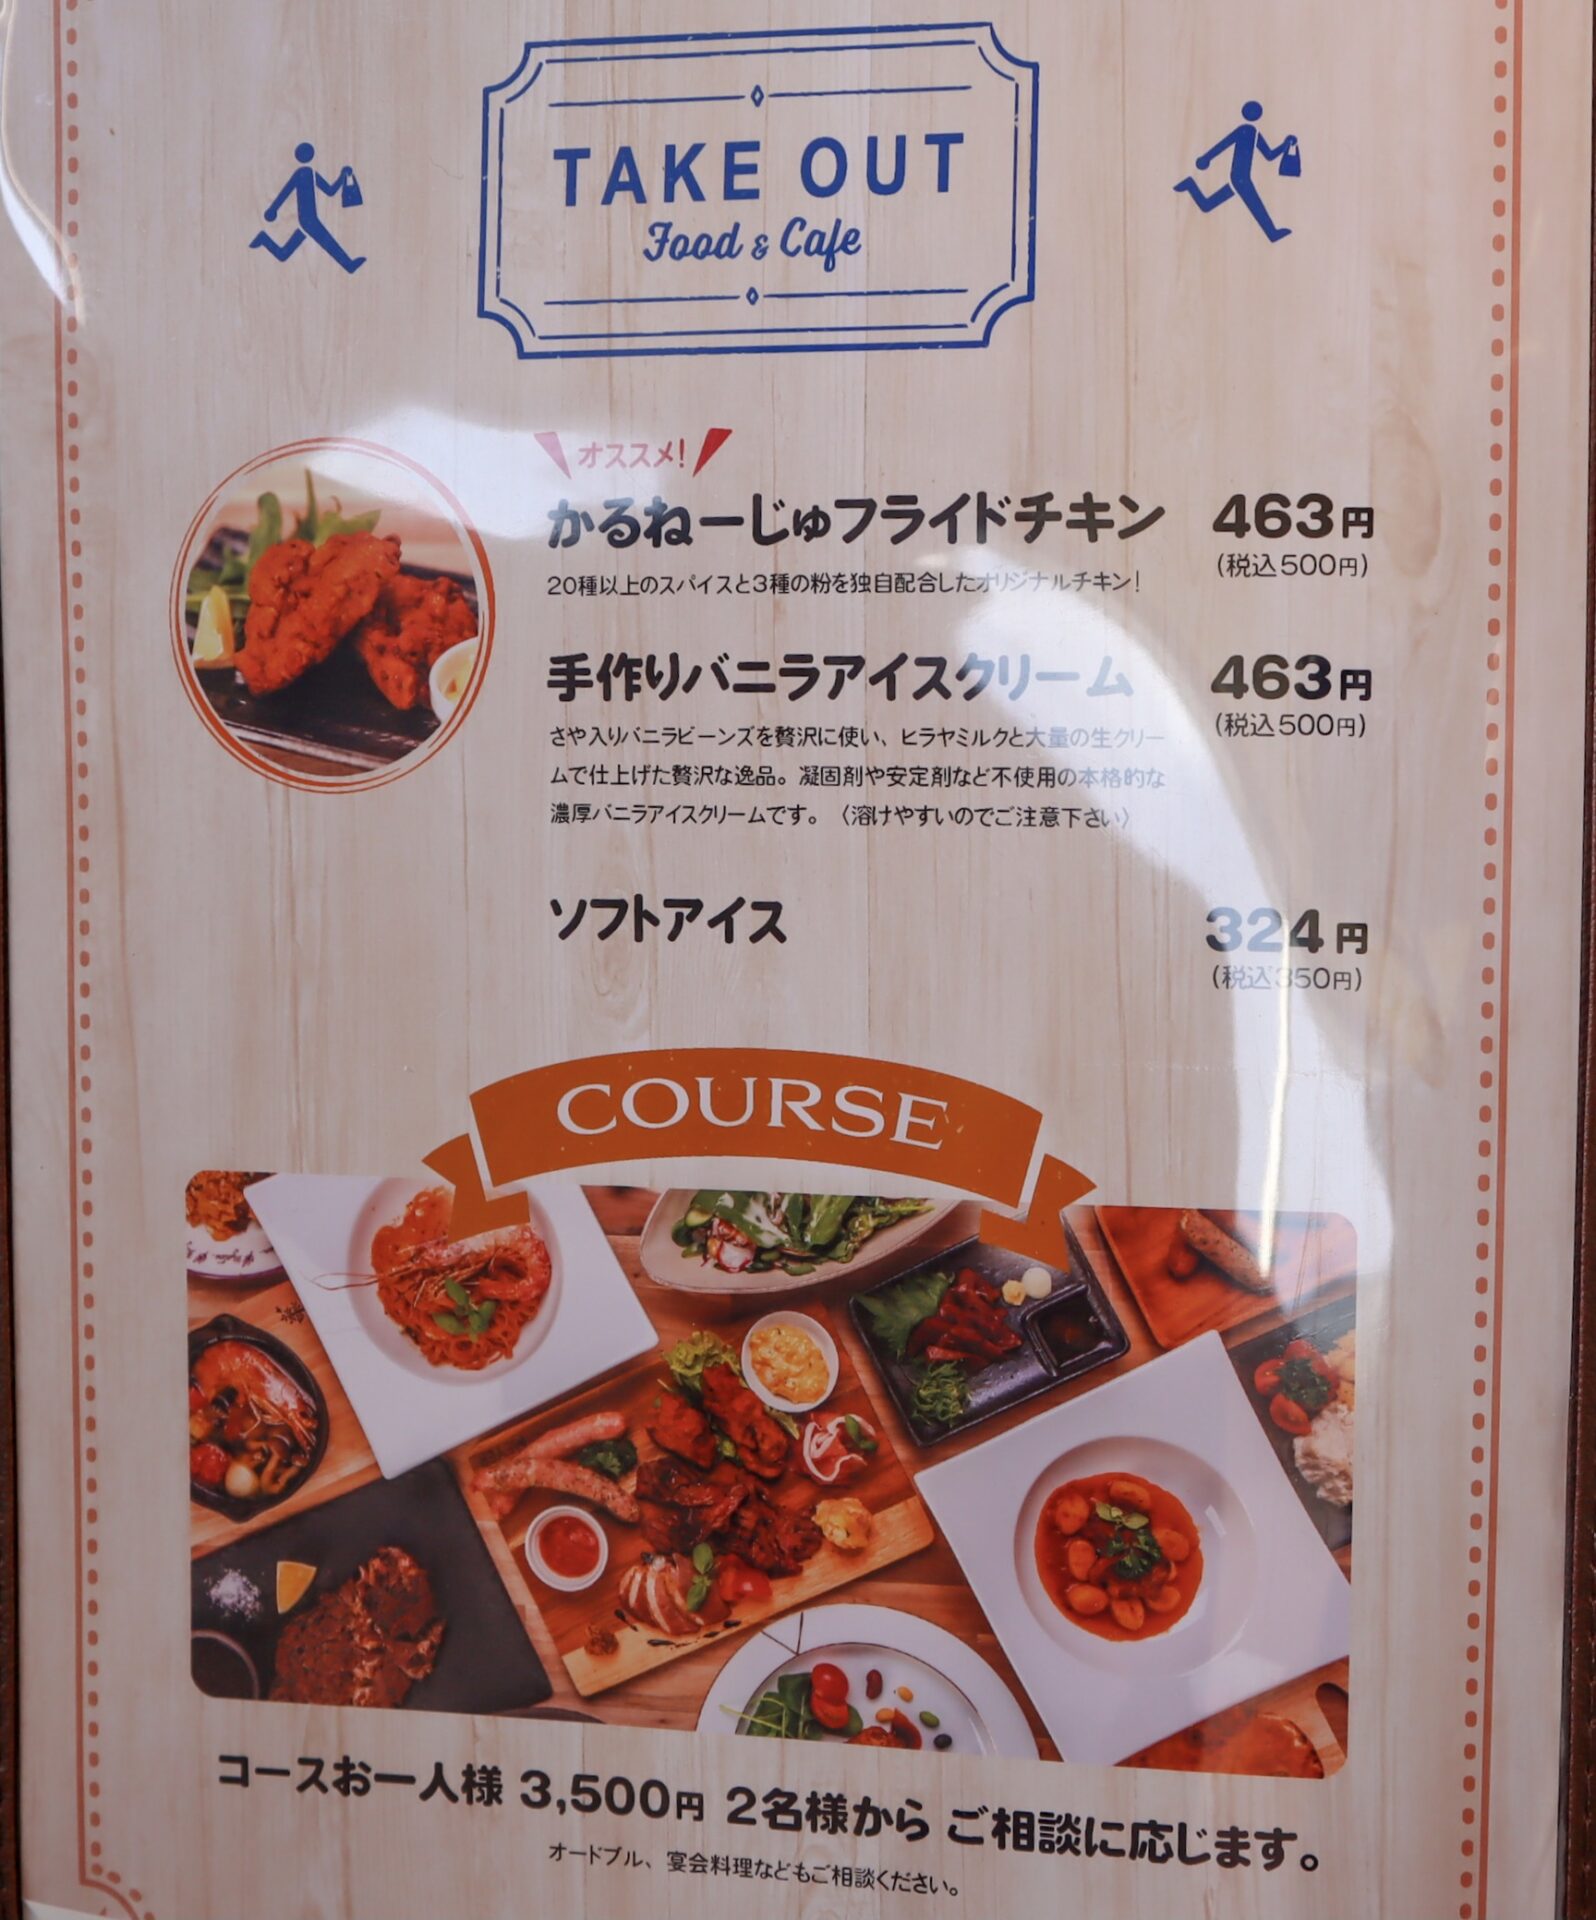 TAKE OUT
Food & Cafe
オススメ!
かるねーじゅフライドチキン 463円
(税込500円)
20種以上のスパイスと3種の粉を独自配合したオリジナルチキン!
手作りバニラアイスクリーム 463円
(税込500円)
さや入りバニラビーンズを贅沢に使い、ヒラヤミルクと大量の生クリー
ムで仕上げた贅沢な逸品。凝固剤や安定剤など不使用の本格的な
濃厚バニラアイスクリームです。〈溶けやすいのでご注意下さい〉
ソフトアイス 324円
(税込350円)
COURSE
コースお一人様 3,500円 2名様から ご相談に応じます。
オードブル、宴会料理などもご相談ください。